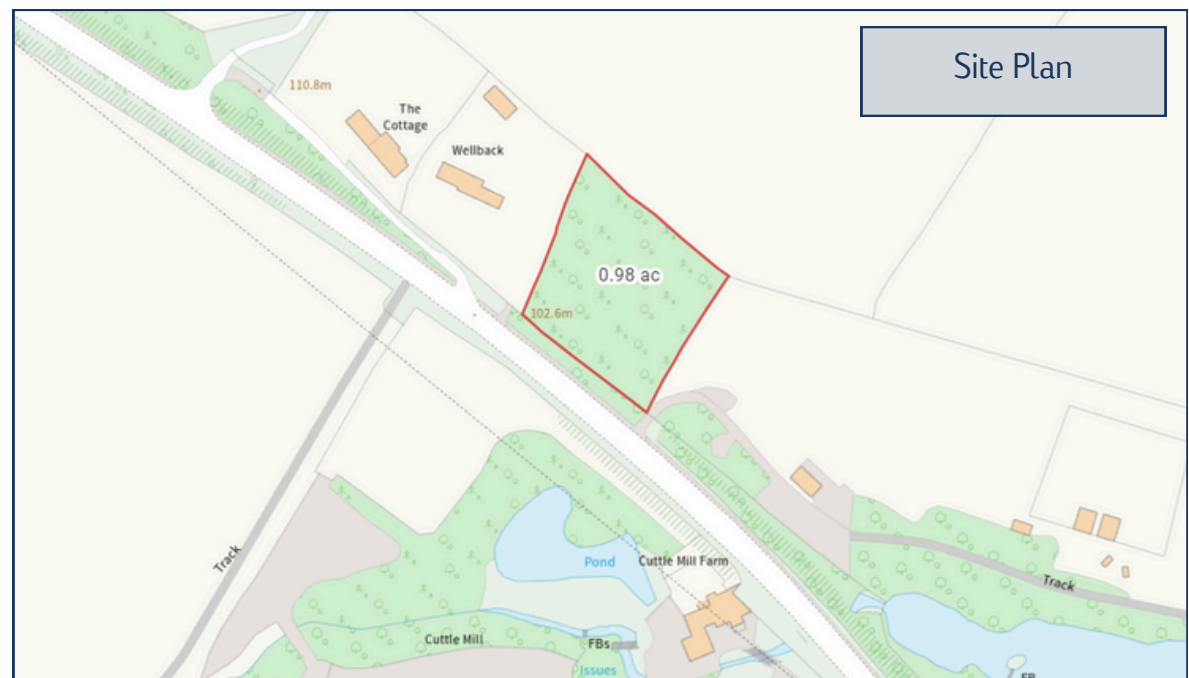 Site Plan
110.8m
The
Cottage
Wellback
0.98 ac
102.6m
Track
Pond
Cuttle Mill Farm
Track
Cuttle Mill
FBs
Issues
FB